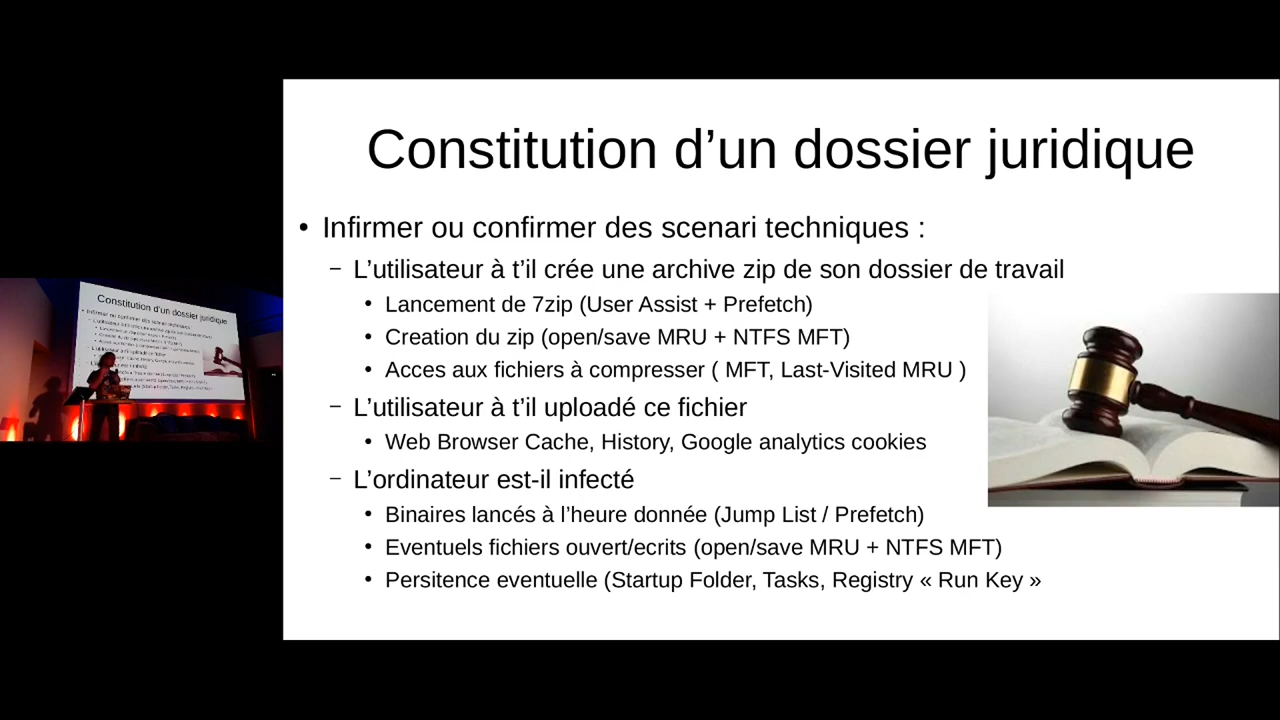 Constitution d’un dossier juridique
• Infirmer ou confirmer des scenari techniques :
– L’utilisateur à t’il crée une archive zip de son dossier de travail
• Lancement de 7zip (User Assist + Prefetch)
• Creation du zip (open/save MRU + NTFS MFT)
• Acces aux fichiers à compresser ( MFT, Last-Visited MRU )
– L’utilisateur à t’il uploadé ce fichier
• Web Browser Cache, History, Google analytics cookies
– L’ordinateur est-il infecté
• Binaires lancés à l’heure donnée (Jump List / Prefetch)
• Eventuels fichiers ouvert/ecrits (open/save MRU + NTFS MFT)
• Persitence eventuelle (Startup Folder, Tasks, Registry « Run Key »
Constitution d’un dossier juridique